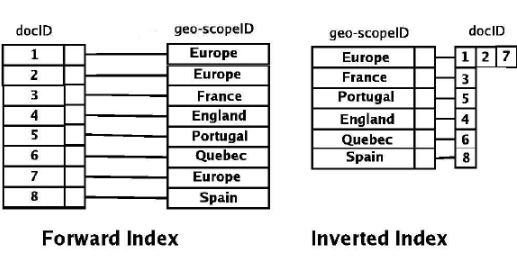 docID geo-scopeID
1 Europe
2 Europe
3 France
4 England
5 Portugal
6 Quebec
7 Europe
8 Spain
Forward Index
geo-scopeID docID
Europe 1 2 7
France 3
Portugal 5
England 4
Quebec 6
Spain 8
Inverted Index